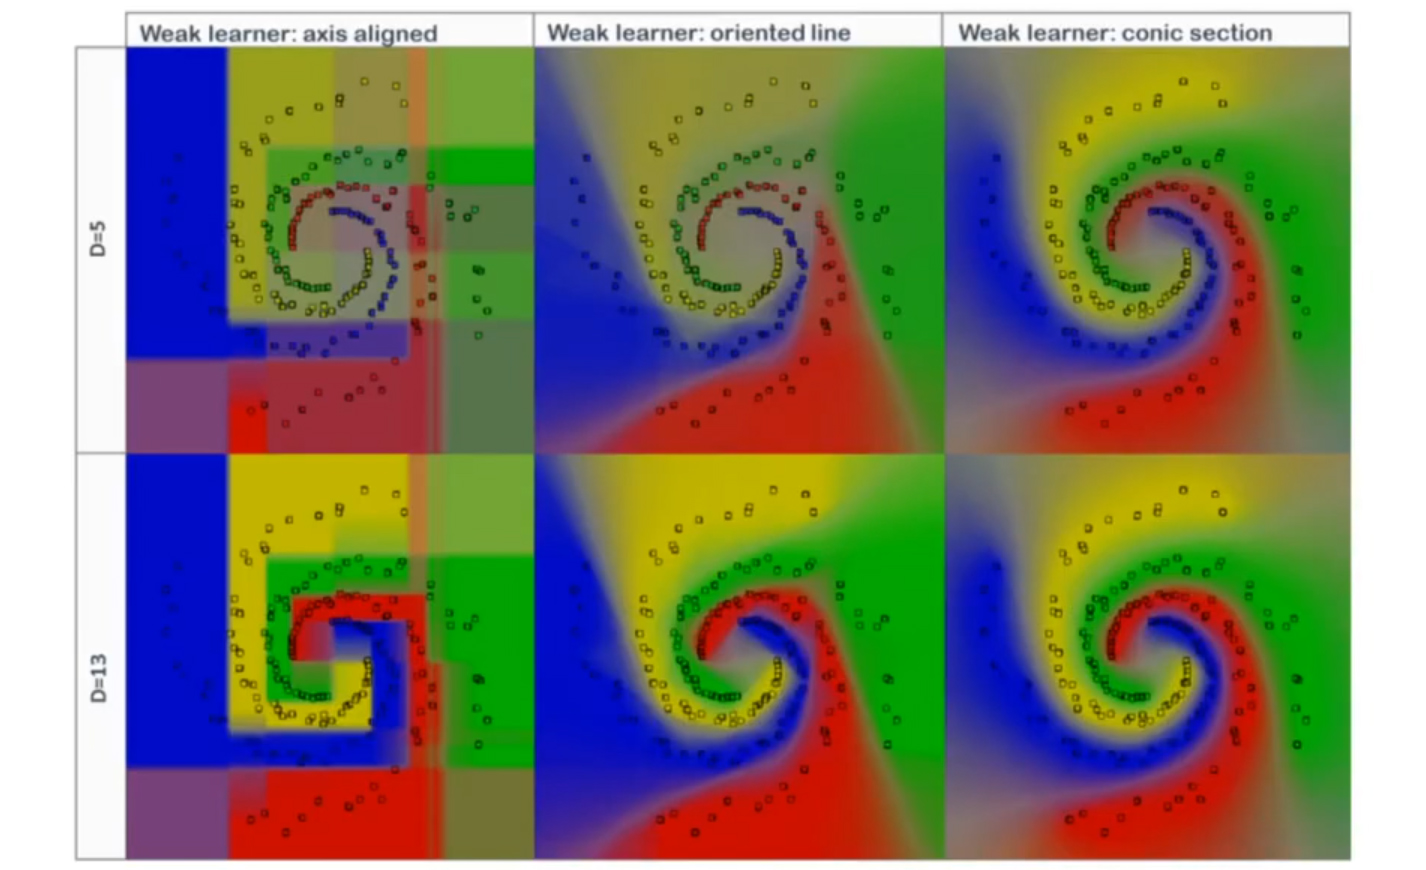 Weak learner: axis aligned
Weak learner: oriented line
Weak learner: conic section
D=5
D=13